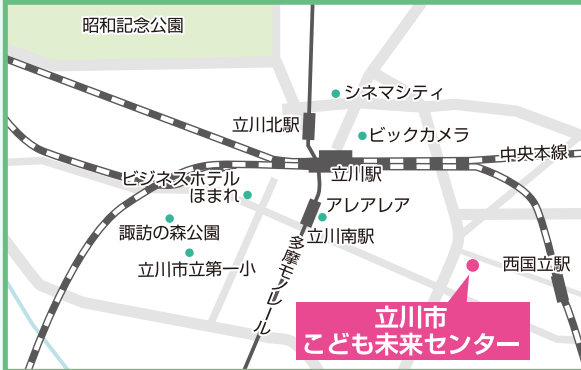 昭和記念公園
シネマシティ
立川北駅
ビックカメラ
中央本線
立川駅
ビジネスホテル
ほまれ
アレアレア
諏訪の森公園
立川南駅
立川市立第一小
多摩モノレール
西国立駅
立川市
こども未来センター